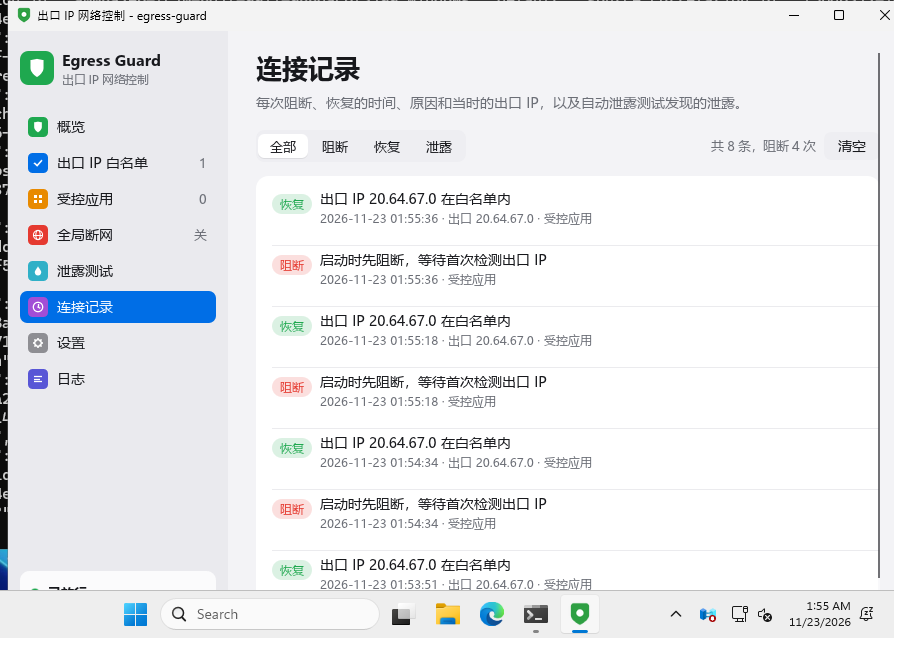 出口 IP 网络控制 - egress-guard
Egress Guard
出口 IP 网络控制
概览
出口 IP 白名单 1
受控应用 0
全局断网 关
泄露测试
连接记录
设置
日志
连接记录
每次阻断、恢复的时间、原因和当时的出口 IP，以及自动泄露测试发现的泄露。
全部 阻断 恢复 泄露
共 8 条，阻断 4 次 清空
恢复 出口 IP 20.64.67.0 在白名单内
2026-11-23 01:55:36 · 出口 20.64.67.0 · 受控应用
阻断 启动时先阻断，等待首次检测出口 IP
2026-11-23 01:55:36 · 受控应用
恢复 出口 IP 20.64.67.0 在白名单内
2026-11-23 01:55:18 · 出口 20.64.67.0 · 受控应用
阻断 启动时先阻断，等待首次检测出口 IP
2026-11-23 01:55:18 · 受控应用
恢复 出口 IP 20.64.67.0 在白名单内
2026-11-23 01:54:34 · 出口 20.64.67.0 · 受控应用
阻断 启动时先阻断，等待首次检测出口 IP
2026-11-23 01:54:34 · 受控应用
恢复 出口 IP 20.64.67.0 在白名单内
2026-11-23 01:53:51 · 出口 20.64.67.0 · 受控应用
Search
1:55 AM
11/23/2026